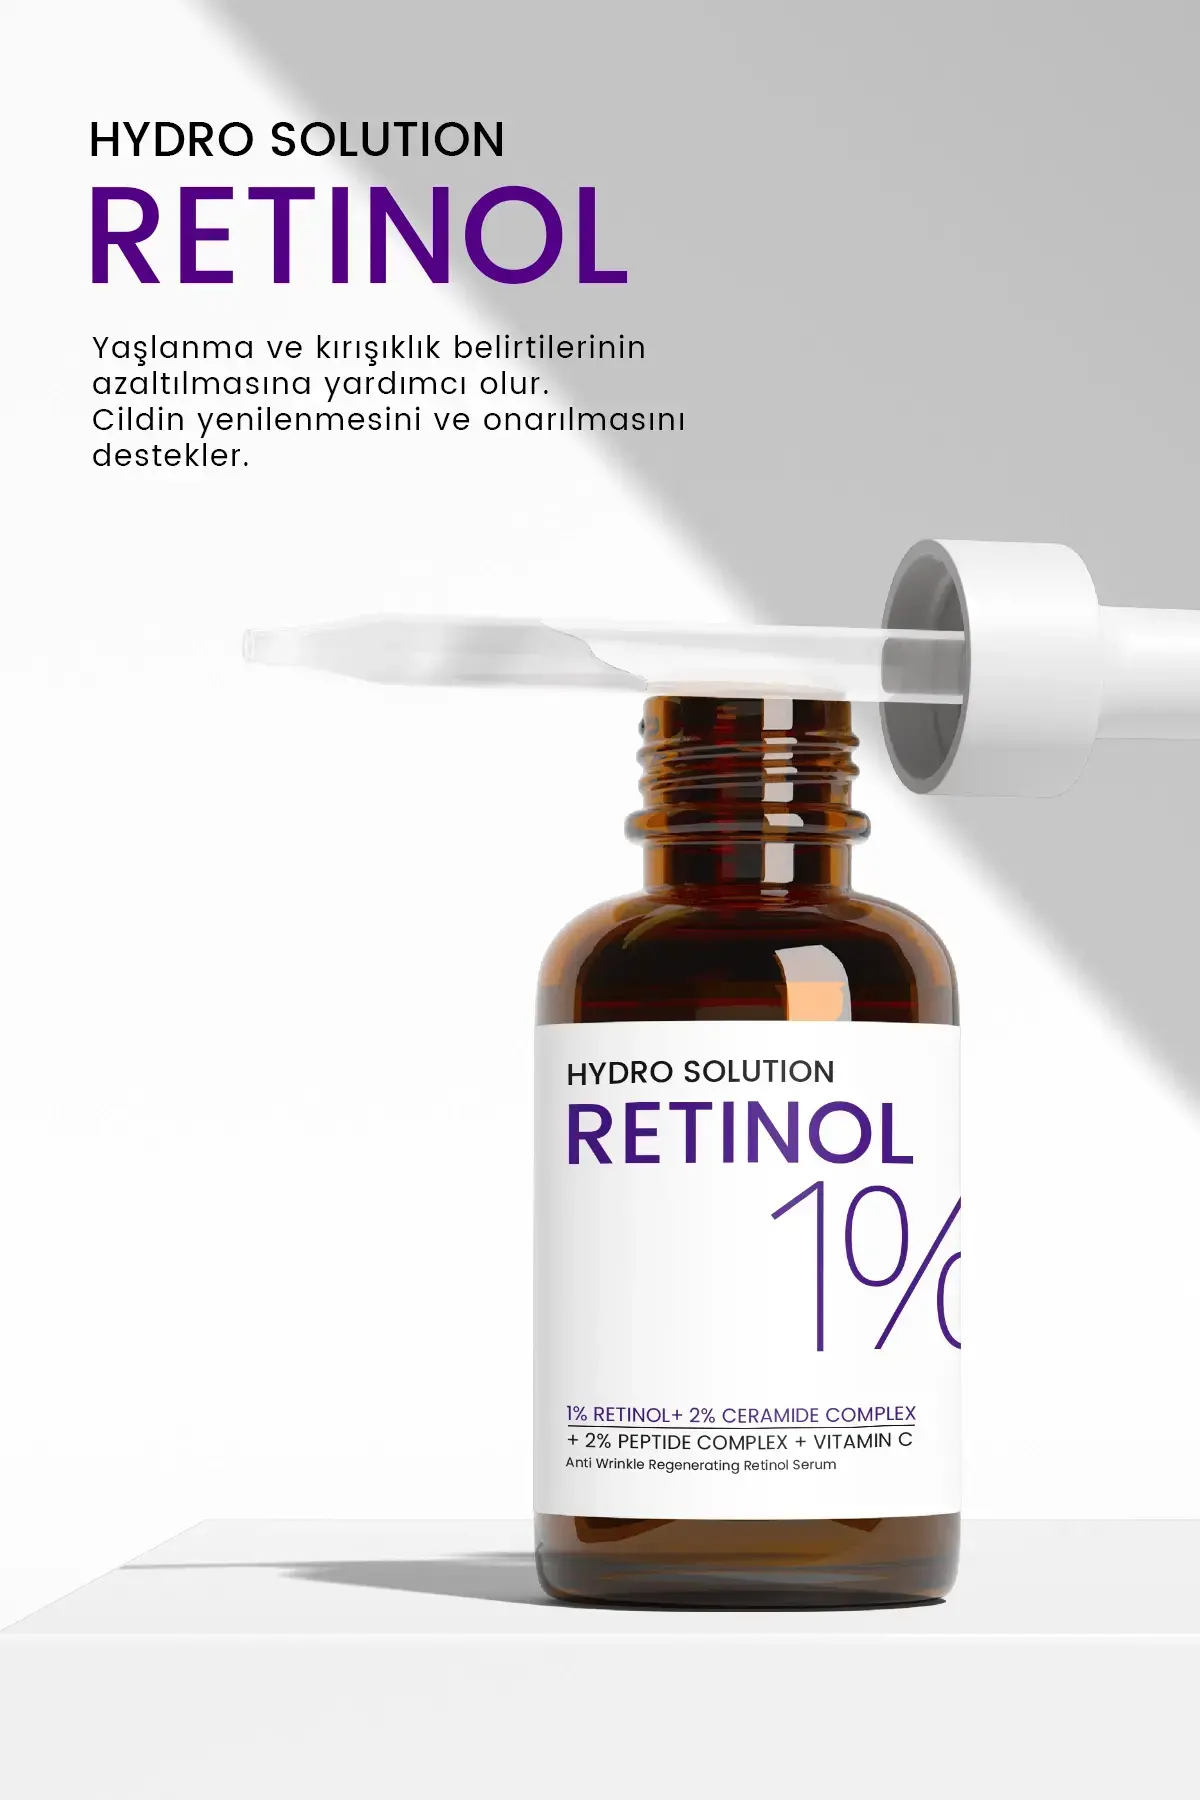 HYDRO SOLUTION
RETINOL
Yaşlanma ve kırışıklık belirtilerinin
azaltılmasına yardımcı olur.
Cildin yenilenmesini ve onarılmasını
destekler.
HYDRO SOLUTION
RETINOL
1%
1% RETINOL+ 2% CERAMIDE COMPLEX
+ 2% PEPTIDE COMPLEX + VITAMIN C
Anti Wrinkle Regenerating Retinol Serum